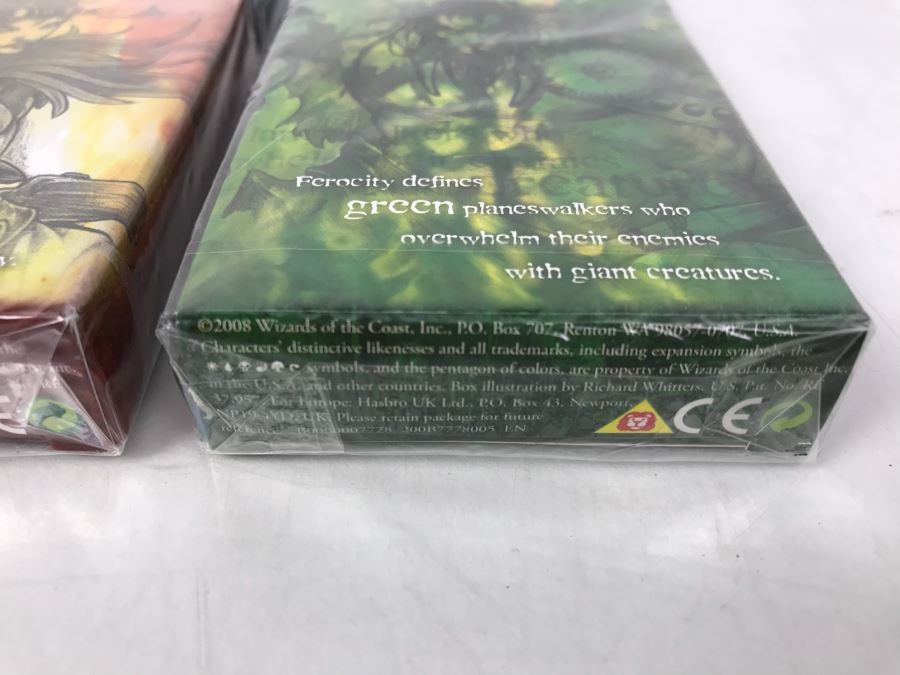 Ferocity defines
green planeswalkers who
overwhelm their enemies
with giant creatures.
©2008 Wizards of the Coast, Inc., P.O. Box 707, Renton WA 98057-0707 U.S.A.
Characters' distinctive likenesses and all trademarks, including expansion symbols, the
symbols, and the pentagon of colors, are property of Wizards of the Coast, Inc.
in the U.S.A. and other countries. Box illustration by Richard Whitters. U.S. Pat. No. RE
37,957. For Europe: Hasbro UK Ltd., P.O. Box 43, Newport,
NP19 4YD, UK. Please retain package for future
reference. 200B7778005 EN
CE
the
Inc.
E